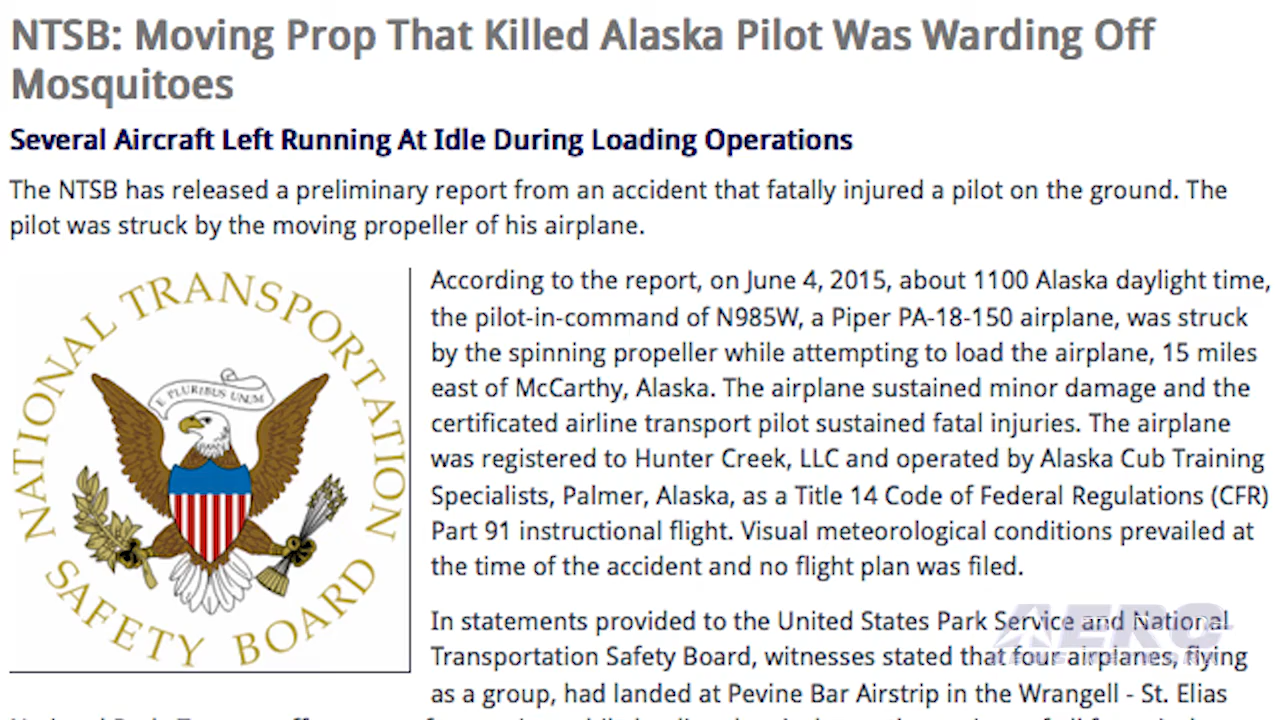 NTSB: Moving Prop That Killed Alaska Pilot Was Warding Off
Mosquitoes
Several Aircraft Left Running At Idle During Loading Operations
The NTSB has released a preliminary report from an accident that fatally injured a pilot on the ground. The
pilot was struck by the moving propeller of his airplane.
NATIONAL TRANSPORTATION
SAFETY BOARD
E PLURIBUS UNUM
According to the report, on June 4, 2015, about 1100 Alaska daylight time,
the pilot-in-command of N985W, a Piper PA-18-150 airplane, was struck
by the spinning propeller while attempting to load the airplane, 15 miles
east of McCarthy, Alaska. The airplane sustained minor damage and the
certificated airline transport pilot sustained fatal injuries. The airplane
was registered to Hunter Creek, LLC and operated by Alaska Cub Training
Specialists, Palmer, Alaska, as a Title 14 Code of Federal Regulations (CFR)
Part 91 instructional flight. Visual meteorological conditions prevailed at
the time of the accident and no flight plan was filed.
In statements provided to the United States Park Service and National
Transportation Safety Board, witnesses stated that four airplanes, flying
as a group, had landed at Pevine Bar Airstrip in the Wrangell - St. Elias
AERO